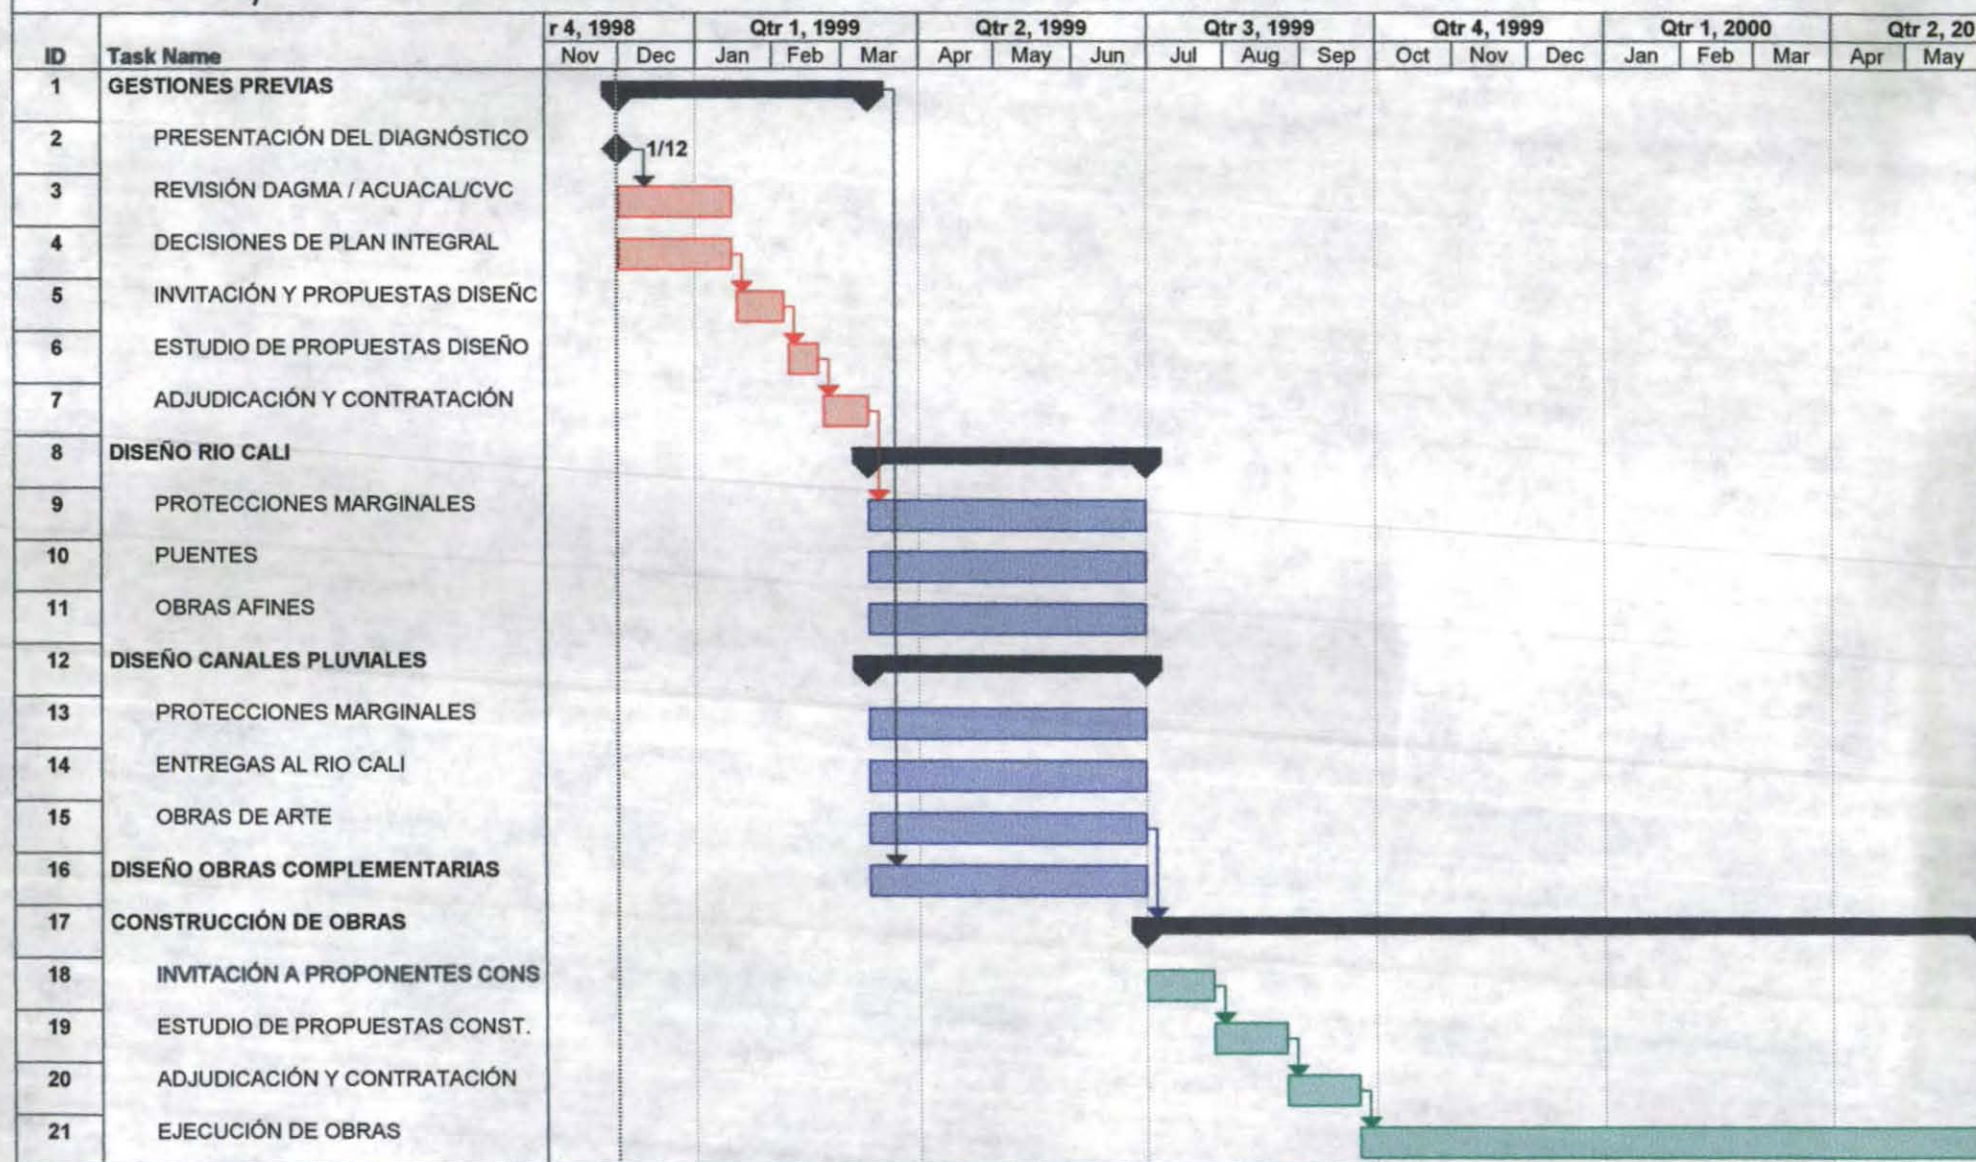 r 4, 1998 Qtr 1, 1999 Qtr 2, 1999 Qtr 3, 1999 Qtr 4, 1999 Qtr 1, 2000 Qtr 2, 20
ID Task Name Nov Dec Jan Feb Mar Apr May Jun Jul Aug Sep Oct Nov Dec Jan Feb Mar Apr May
1 GESTIONES PREVIAS
2 PRESENTACIÓN DEL DIAGNÓSTICO 1/12
3 REVISIÓN DAGMA / ACUACAL/CVC
4 DECISIONES DE PLAN INTEGRAL
5 INVITACIÓN Y PROPUESTAS DISEÑC
6 ESTUDIO DE PROPUESTAS DISEÑO
7 ADJUDICACIÓN Y CONTRATACIÓN
8 DISEÑO RIO CALI
9 PROTECCIONES MARGINALES
10 PUENTES
11 OBRAS AFINES
12 DISEÑO CANALES PLUVIALES
13 PROTECCIONES MARGINALES
14 ENTREGAS AL RIO CALI
15 OBRAS DE ARTE
16 DISEÑO OBRAS COMPLEMENTARIAS
17 CONSTRUCCIÓN DE OBRAS
18 INVITACIÓN A PROPONENTES CONS
19 ESTUDIO DE PROPUESTAS CONST.
20 ADJUDICACIÓN Y CONTRATACIÓN
21 EJECUCIÓN DE OBRAS